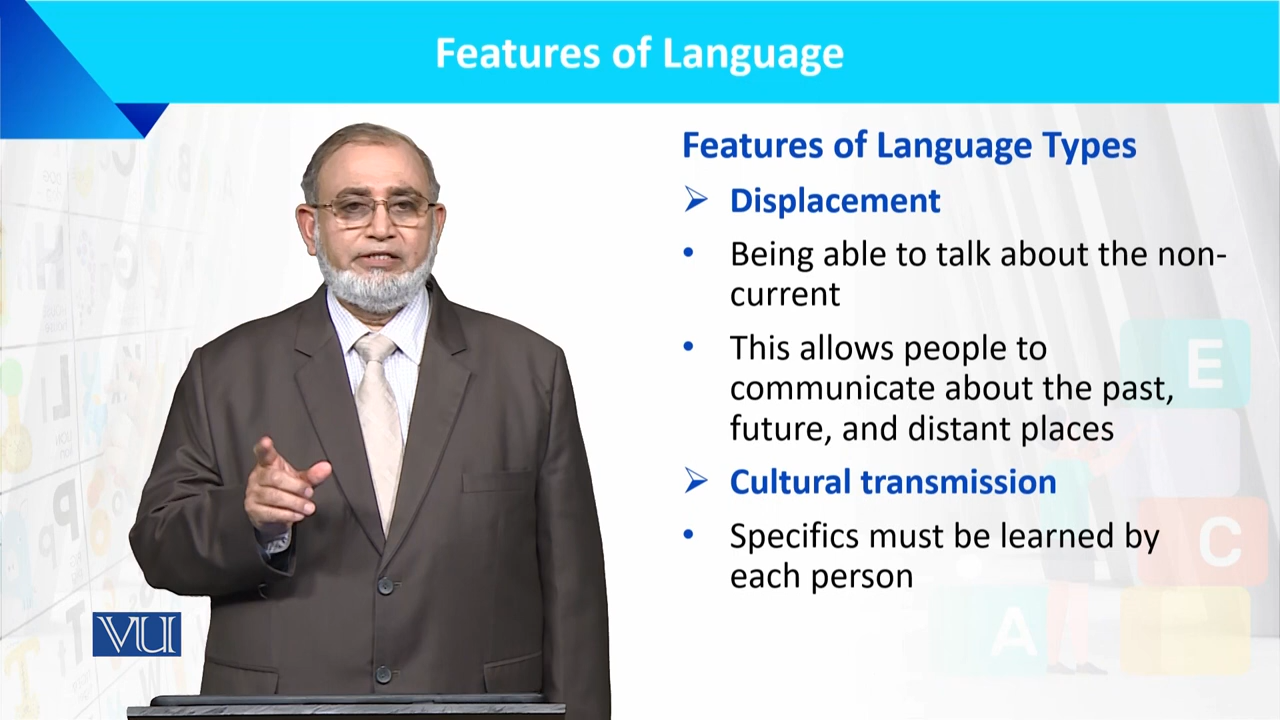 Features of Language
Features of Language Types
➢ Displacement
• Being able to talk about the non-
current
• This allows people to
communicate about the past,
future, and distant places
➢ Cultural transmission
• Specifics must be learned by
each person
VU
E
C
A